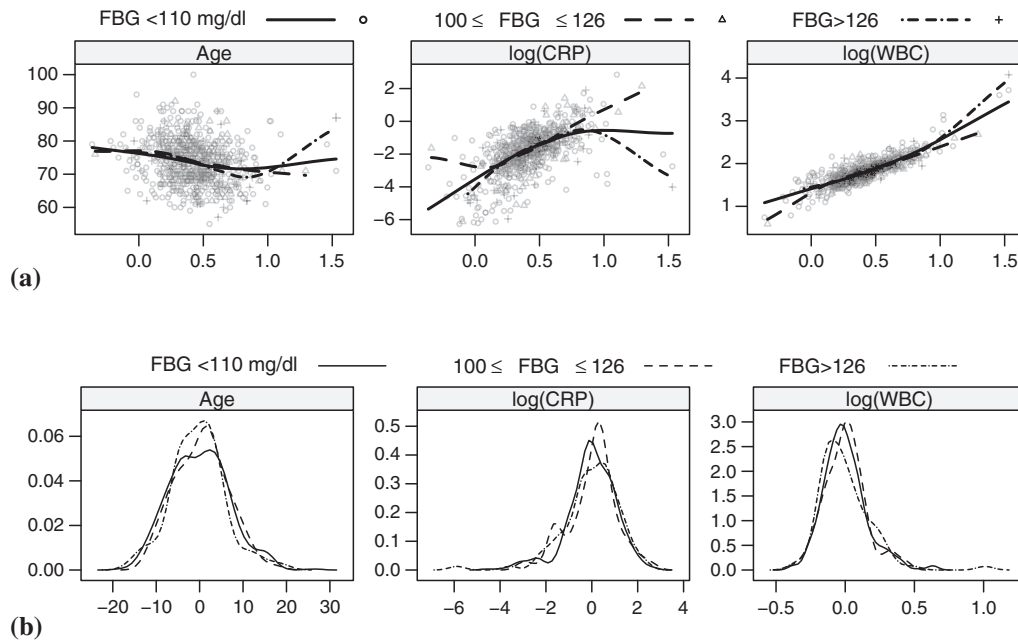 FBG <110 mg/dl 100 ≤ FBG ≤ 126 FBG>126
Age log(CRP) log(WBC)
100
90
80
70
60
0.0 0.5 1.0 1.5
2
0
−2
−4
−6
0.0 0.5 1.0 1.5
4
3
2
1
0.0 0.5 1.0 1.5
(a)
FBG <110 mg/dl 100 ≤ FBG ≤ 126 FBG>126
Age log(CRP) log(WBC)
0.06
0.04
0.02
0.00
−20 −10 0 10 20 30
0.5
0.4
0.3
0.2
0.1
0.0
−6 −4 −2 0 2 4
3.0
2.5
2.0
1.5
1.0
0.5
0.0
−0.5 0.0 0.5 1.0
(b)